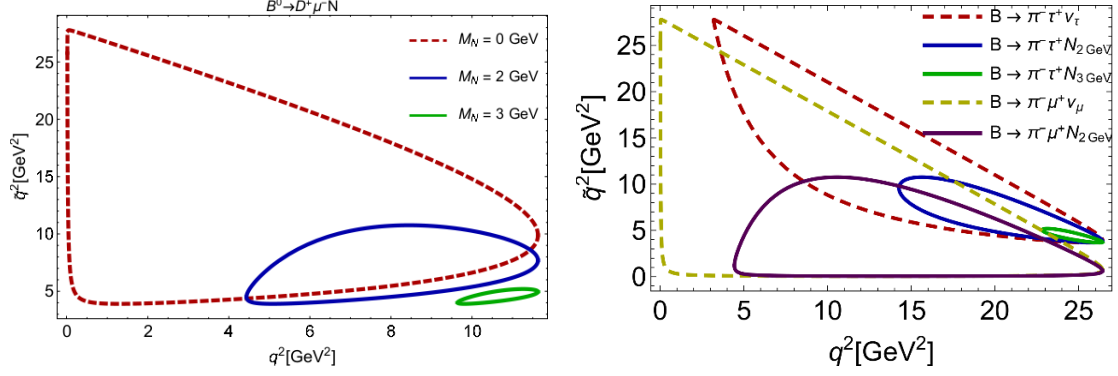 B⁰→D⁺μ⁻N
M_N = 0 GeV
M_N = 2 GeV
M_N = 3 GeV
q̃²[GeV²]
25
20
15
10
5
0
2
4
6
8
10
q²[GeV²]
B → π⁻τ⁺ν_τ
B → π⁻τ⁺N_2 GeV
B → π⁻τ⁺N_3 GeV
B → π⁻μ⁺ν_μ
B → π⁻μ⁺N_2 GeV
q̃²[GeV²]
25
20
15
10
5
0
0
5
10
15
20
25
q²[GeV²]